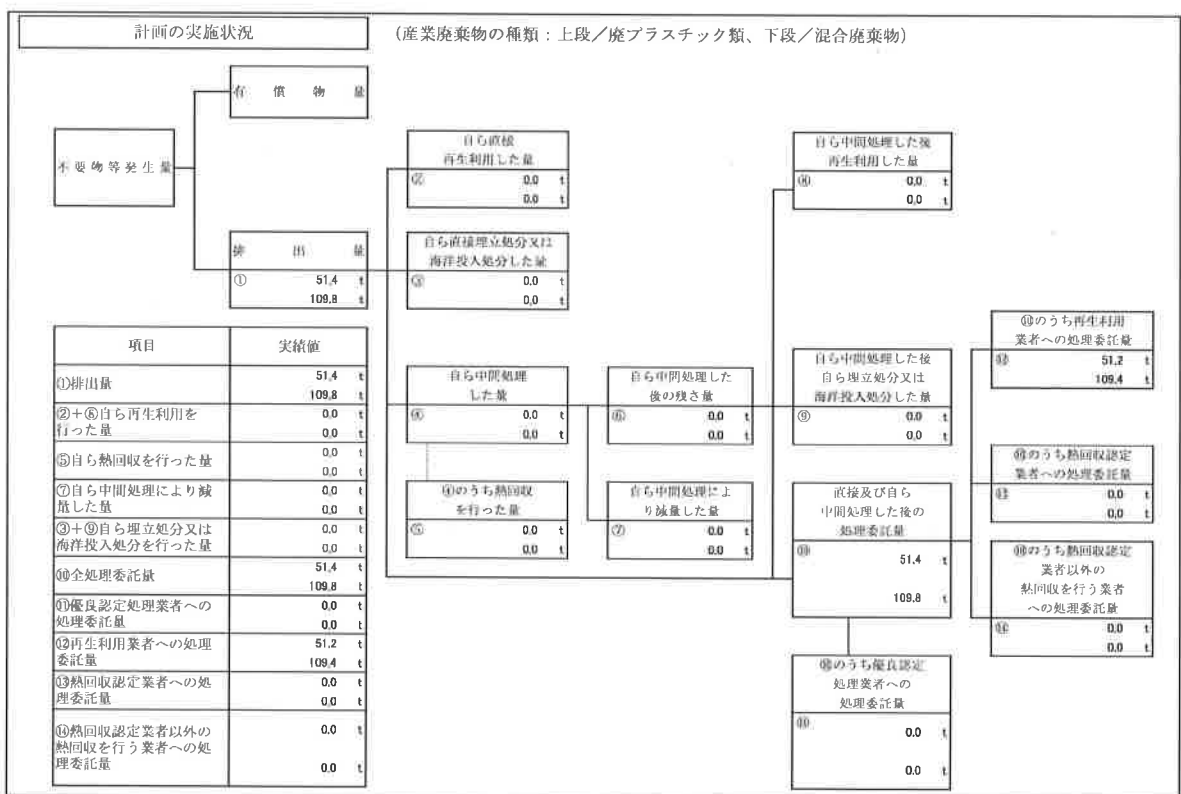 計画の実施状況
(産業廃棄物の種類:上段/廃プラスチック類、下段/混合廃棄物)
有償物量
不要物等発生量
排出量
① 51.4 t
109.8 t
自ら直接
再生利用した量
② 0.0 t
0.0 t
自ら直接埋立処分又は
海洋投入処分した量
③ 0.0 t
0.0 t
自ら中間処理した後
再生利用した量
⑧ 0.0 t
0.0 t
自ら中間処理
した量
④ 0.0 t
0.0 t
自ら中間処理した
後の残さ量
⑥ 0.0 t
0.0 t
自ら中間処理した後
自ら埋立処分又は
海洋投入処分した量
⑨ 0.0 t
0.0 t
⑩のうち再生利用
業者への処理委託量
⑫ 51.2 t
109.4 t
④のうち熱回収
を行った量
⑤ 0.0 t
0.0 t
自ら中間処理によ
り減量した量
⑦ 0.0 t
0.0 t
直接及び自ら
中間処理した後の
処理委託量
⑩ 51.4 t
109.8 t
⑩のうち熱回収認定
業者への処理委託量
⑬ 0.0 t
0.0 t
⑩のうち熱回収認定
業者以外の
熱回収を行う業者
への処理委託量
⑭ 0.0 t
0.0 t
⑩のうち優良認定
処理業者への
処理委託量
⑪ 0.0 t
0.0 t
項目 実績値
①排出量 51.4 t
109.8 t
②+⑧自ら再生利用を
行った量
0.0 t
0.0 t
⑤自ら熱回収を行った量 0.0 t
0.0 t
⑦自ら中間処理により減
量した量
0.0 t
0.0 t
③+⑨自ら埋立処分又は
海洋投入処分を行った量
0.0 t
0.0 t
⑩全処理委託量 51.4 t
109.8 t
⑪優良認定処理業者への
処理委託量
0.0 t
0.0 t
⑫再生利用業者への処理
委託量
51.2 t
109.4 t
⑬熱回収認定業者への処
理委託量
0.0 t
0.0 t
⑭熱回収認定業者以外の
熱回収を行う業者への処
理委託量
0.0 t
0.0 t